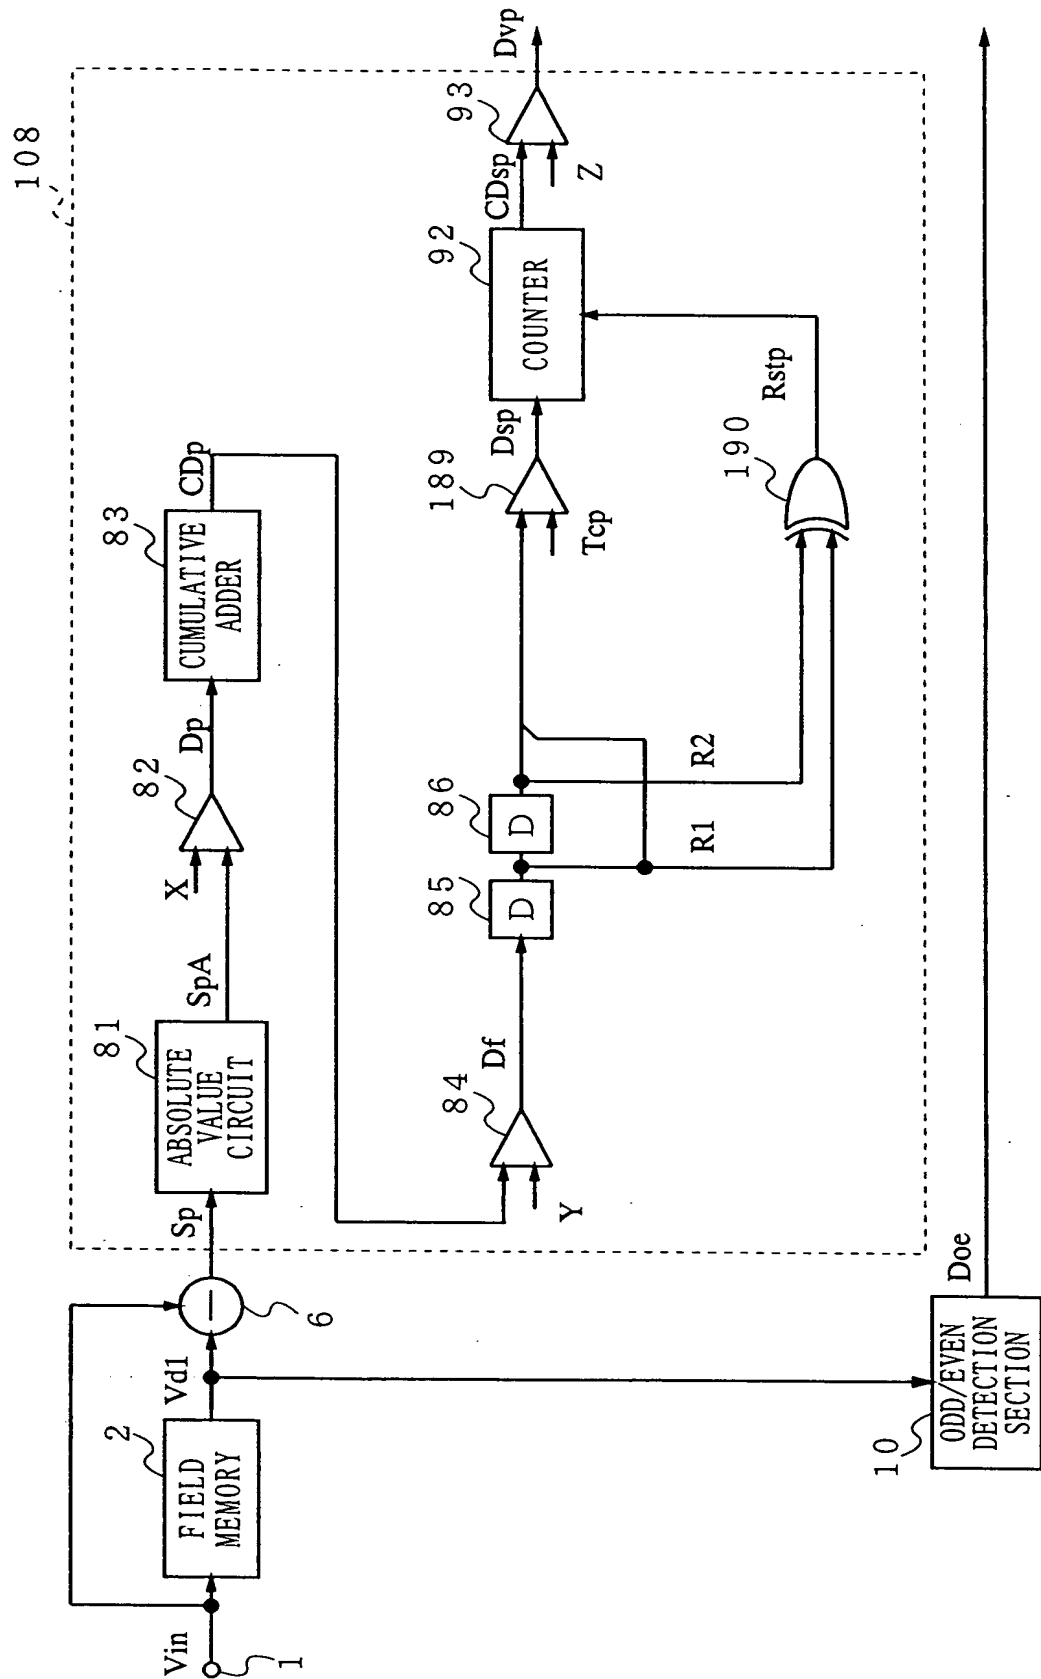 108
Vin
1
FIELD
MEMORY
2
Vd1
6
Sp
ABSOLUTE
VALUE
CIRCUIT
81
SpA
X
82
Dp
CUMULATIVE
ADDER
83
CDp
Y
84
Df
D
85
D
86
R1
R2
Tcp
189
Dsp
COUNTER
92
CDsp
Z
93
Dvp
190
Rstp
ODD/EVEN
DETECTION
SECTION
10
Doe